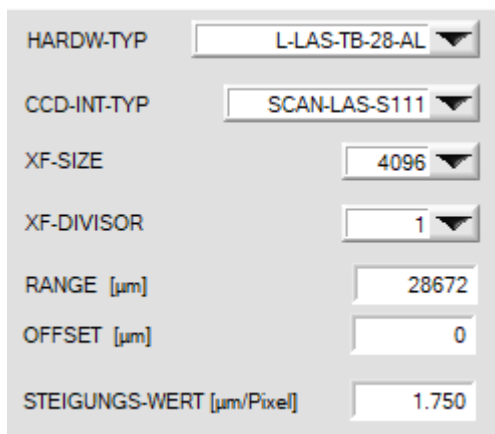 HARDW-TYP L-LAS-TB-28-AL
CCD-INT-TYP SCAN-LAS-S111
XF-SIZE 4096
XF-DIVISOR 1
RANGE [µm] 28672
OFFSET [µm] 0
STEIGUNGS-WERT [µm/Pixel] 1.750